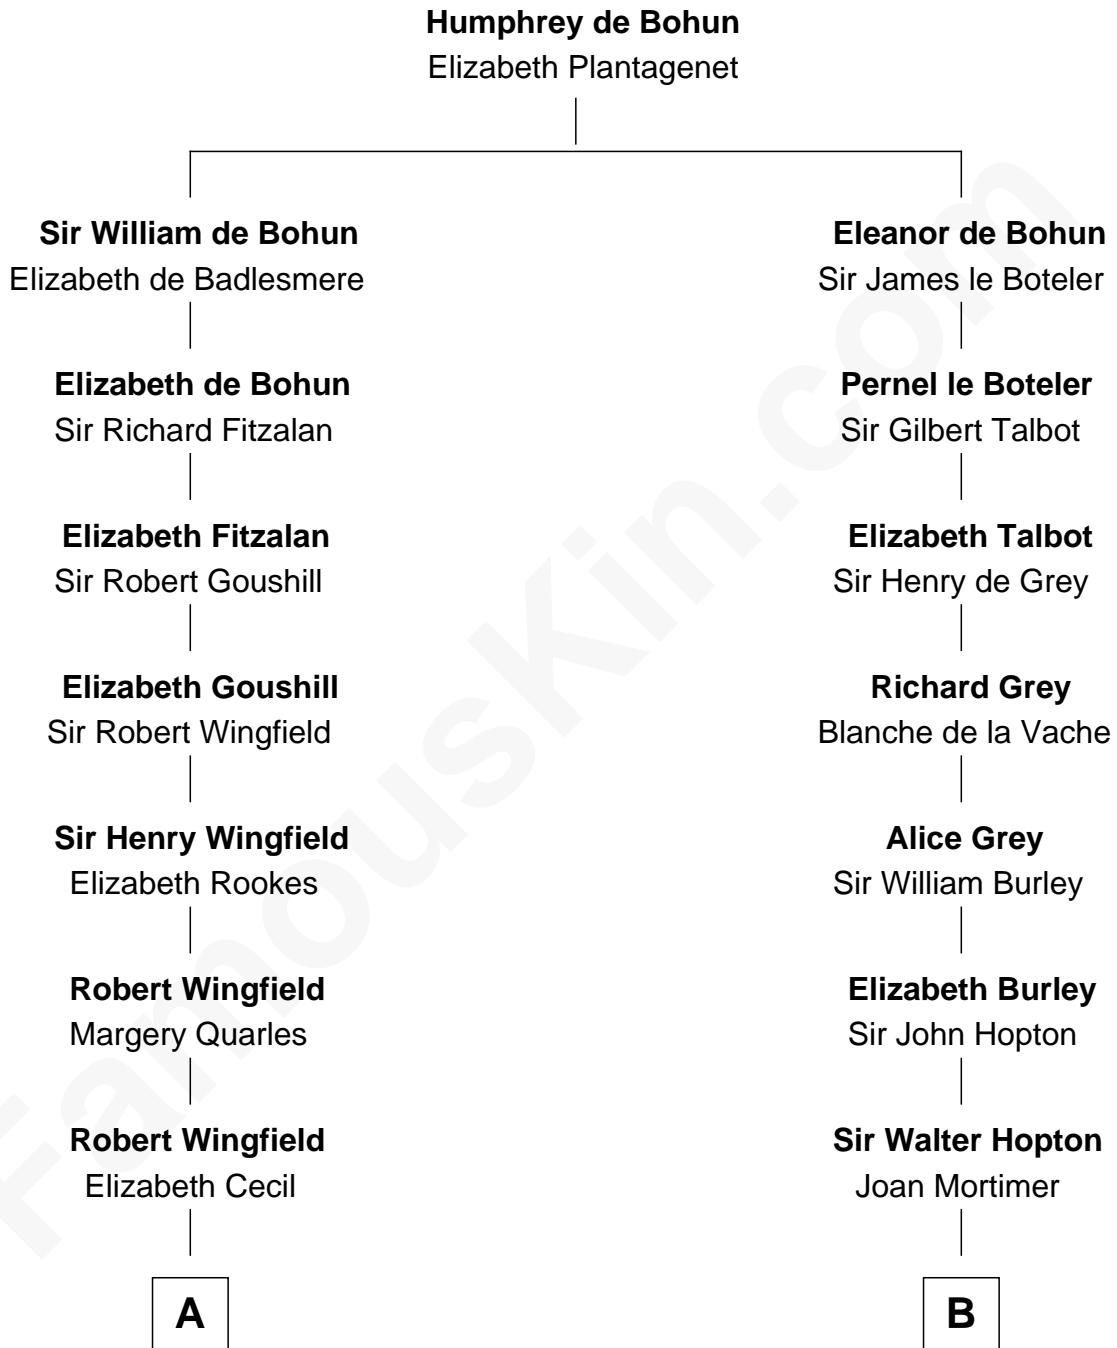 Humphrey de Bohun
Elizabeth Plantagenet
Sir William de Bohun
Elizabeth de Badlesmere
Eleanor de Bohun
Sir James le Boteler
Elizabeth de Bohun
Sir Richard Fitzalan
Pernel le Boteler
Sir Gilbert Talbot
Elizabeth Fitzalan
Sir Robert Goushill
Elizabeth Talbot
Sir Henry de Grey
Elizabeth Goushill
Sir Robert Wingfield
Richard Grey
Blanche de la Vache
Sir Henry Wingfield
Elizabeth Rookes
Alice Grey
Sir William Burley
Robert Wingfield
Margery Quarles
Elizabeth Burley
Sir John Hopton
Robert Wingfield
Elizabeth Cecil
Sir Walter Hopton
Joan Mortimer
A
B
FamousKin.com